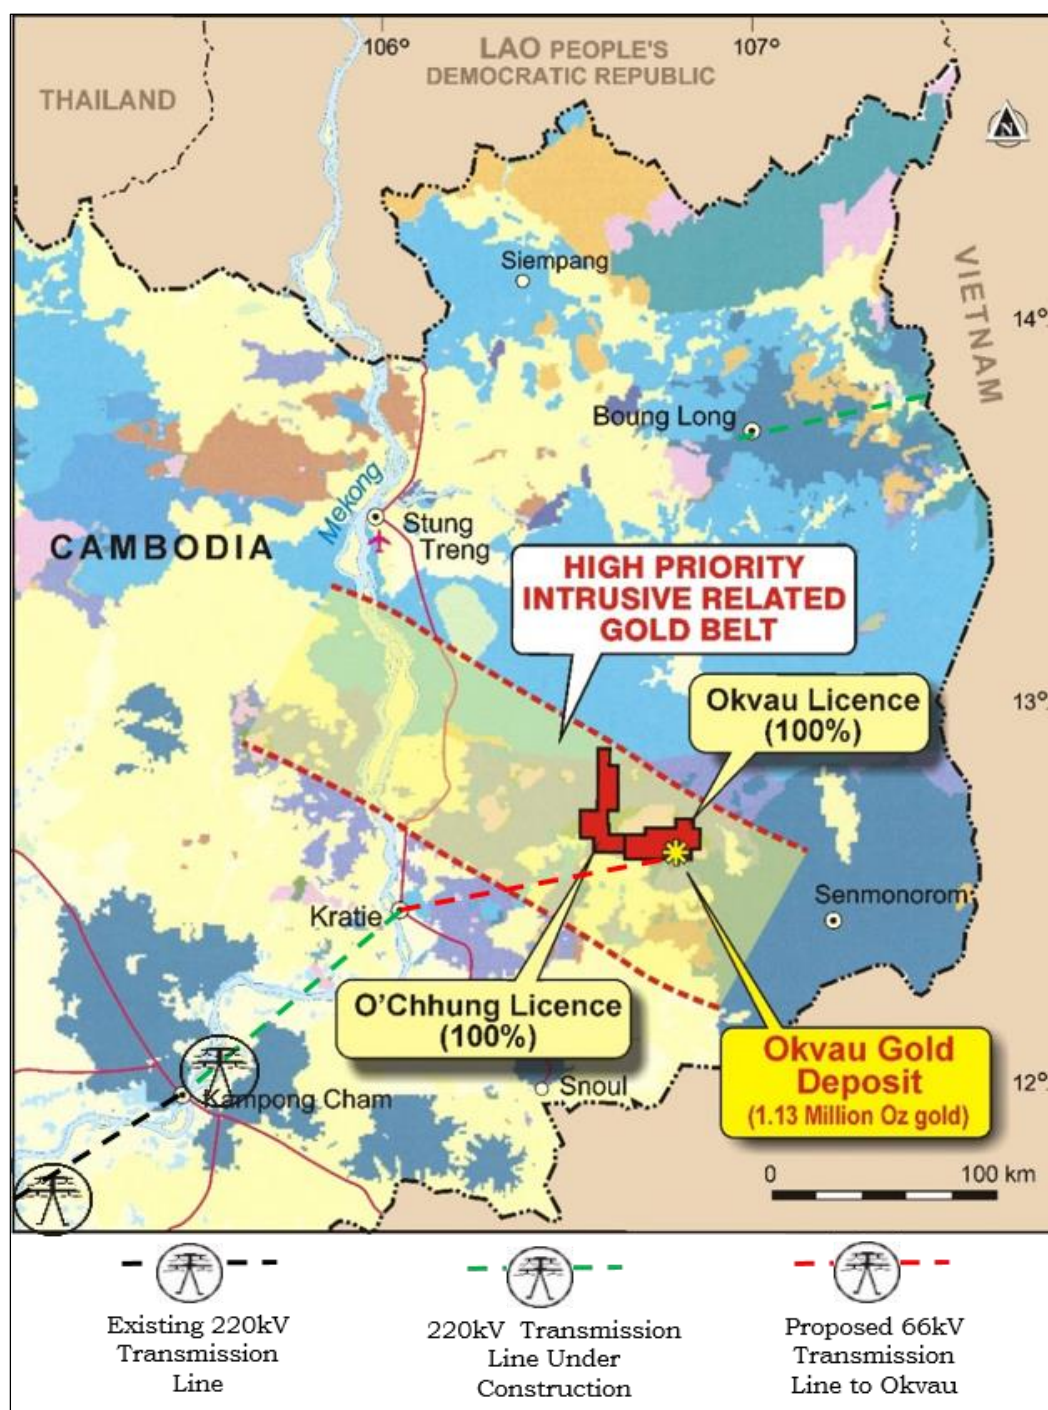 106°
107°
LAO PEOPLE'S
DEMOCRATIC REPUBLIC
THAILAND
N
VIETNAM
Siempang
14°
Boung Long
Mekong
Stung
Treng
CAMBODIA
HIGH PRIORITY
INTRUSIVE RELATED
GOLD BELT
Okvau Licence
(100%)
13°
Senmonorom
Kratie
O'Chhung Licence
(100%)
Okvau Gold
Deposit
(1.13 Million Oz gold)
Snoul
12°
Kampong Cham
0
100 km
Existing 220kV
Transmission
Line
220kV Transmission
Line Under
Construction
Proposed 66kV
Transmission
Line to Okvau